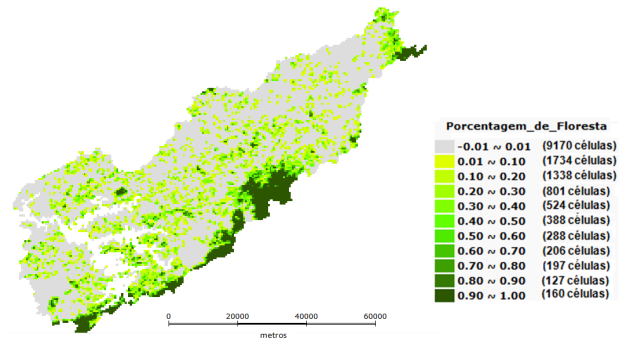 Porcentagem_de_Floresta
-0.01 ~ 0.01 (9170 células)
0.01 ~ 0.10 (1734 células)
0.10 ~ 0.20 (1338 células)
0.20 ~ 0.30 (801 células)
0.30 ~ 0.40 (524 células)
0.40 ~ 0.50 (388 células)
0.50 ~ 0.60 (288 células)
0.60 ~ 0.70 (206 células)
0.70 ~ 0.80 (197 células)
0.80 ~ 0.90 (127 células)
0.90 ~ 1.00 (160 células)
0 20000 40000 60000
metros